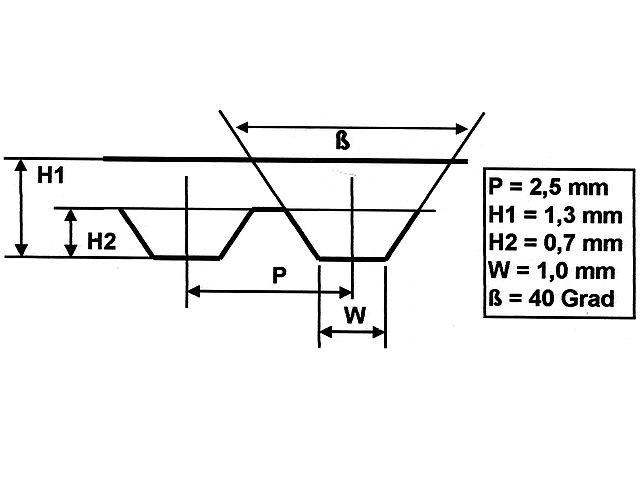 ß
H1
H2
P
W
P = 2,5 mm
H1 = 1,3 mm
H2 = 0,7 mm
W = 1,0 mm
ß = 40 Grad